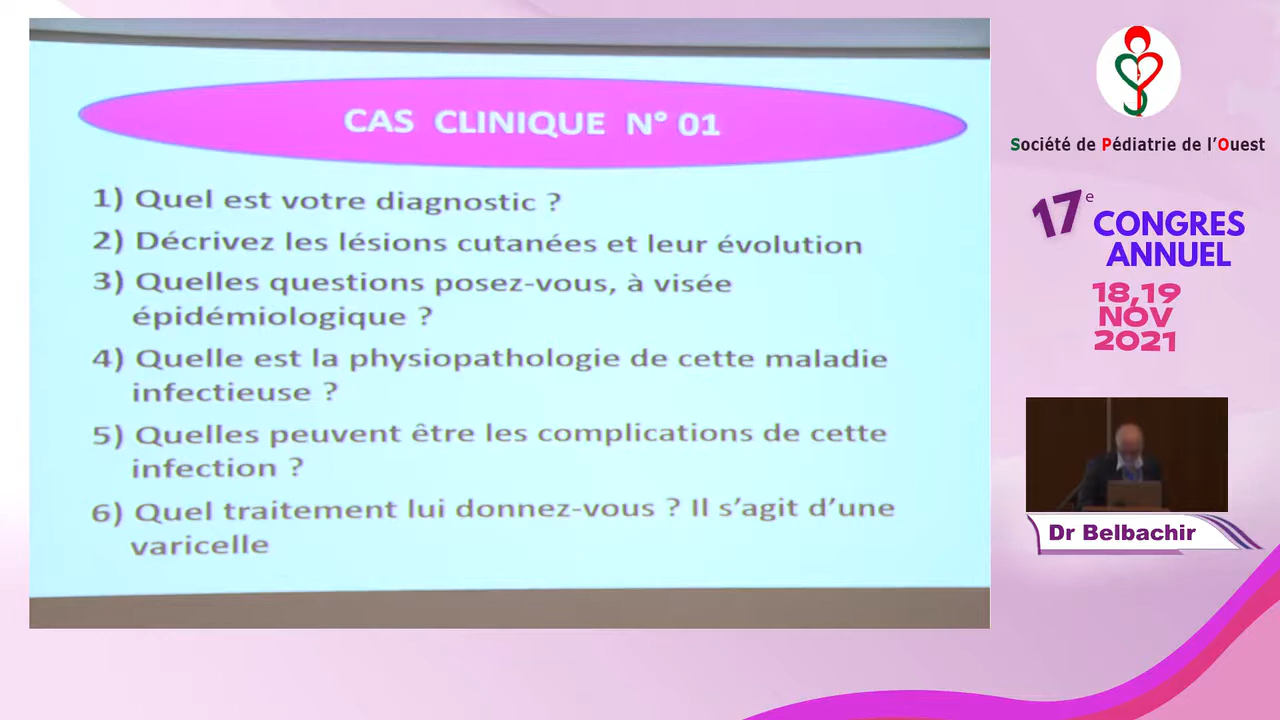 CAS CLINIQUE N° 01
1) Quel est votre diagnostic ?
2) Décrivez les lésions cutanées et leur évolution
3) Quelles questions posez-vous, à visée
épidémiologique ?
4) Quelle est la physiopathologie de cette maladie
infectieuse ?
5) Quelles peuvent être les complications de cette
infection ?
6) Quel traitement lui donnez-vous ? Il s’agit d’une
varicelle
Société de Pédiatrie de l’Ouest
17e
CONGRES
ANNUEL
18,19
NOV
2021
Dr Belbachir